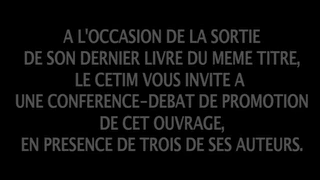 A L'OCCASION DE LA SORTIE
DE SON DERNIER LIVRE DU MEME TITRE,
LE CETIM VOUS INVITE A
UNE CONFERENCE-DEBAT DE PROMOTION
DE CET OUVRAGE,
EN PRESENCE DE TROIS DE SES AUTEURS.